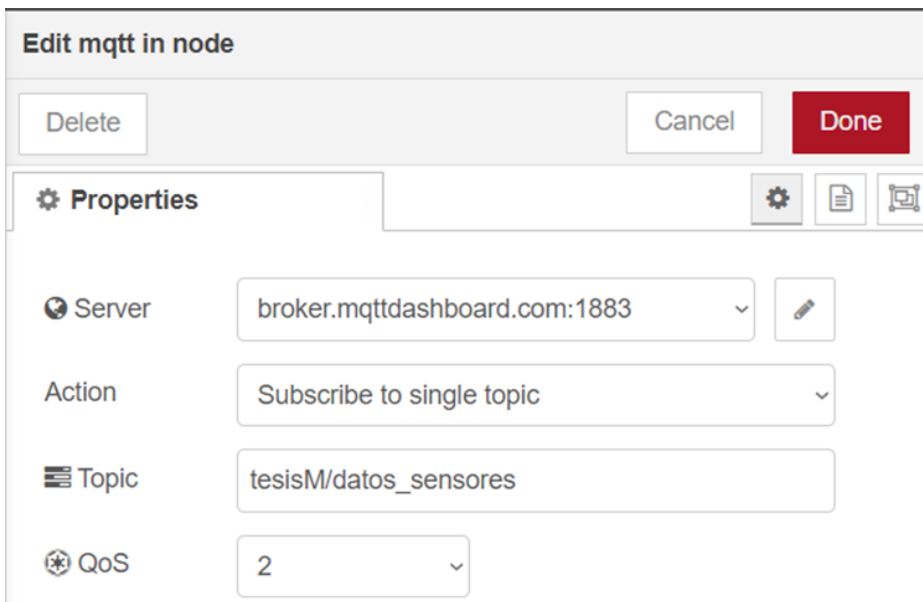 Edit mqtt in node
Delete Cancel Done
Properties
Server broker.mqttdashboard.com:1883
Action Subscribe to single topic
Topic tesisM/datos_sensores
QoS 2